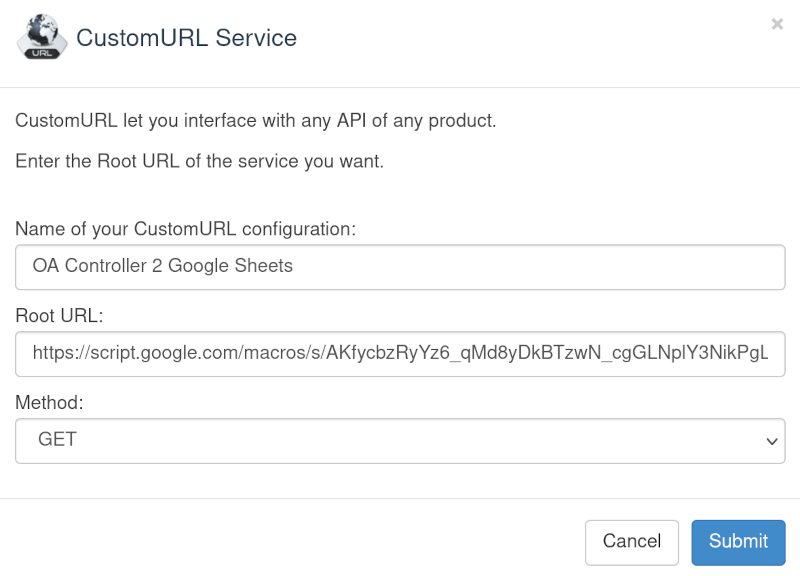 URL
CustomURL Service
×
CustomURL let you interface with any API of any product.
Enter the Root URL of the service you want.
Name of your CustomURL configuration:
OA Controller 2 Google Sheets
Root URL:
https://script.google.com/macros/s/AKfycbzRyYz6_qMd8yDkBTzwN_cgGLNplY3NikPgL
Method:
GET
Cancel
Submit